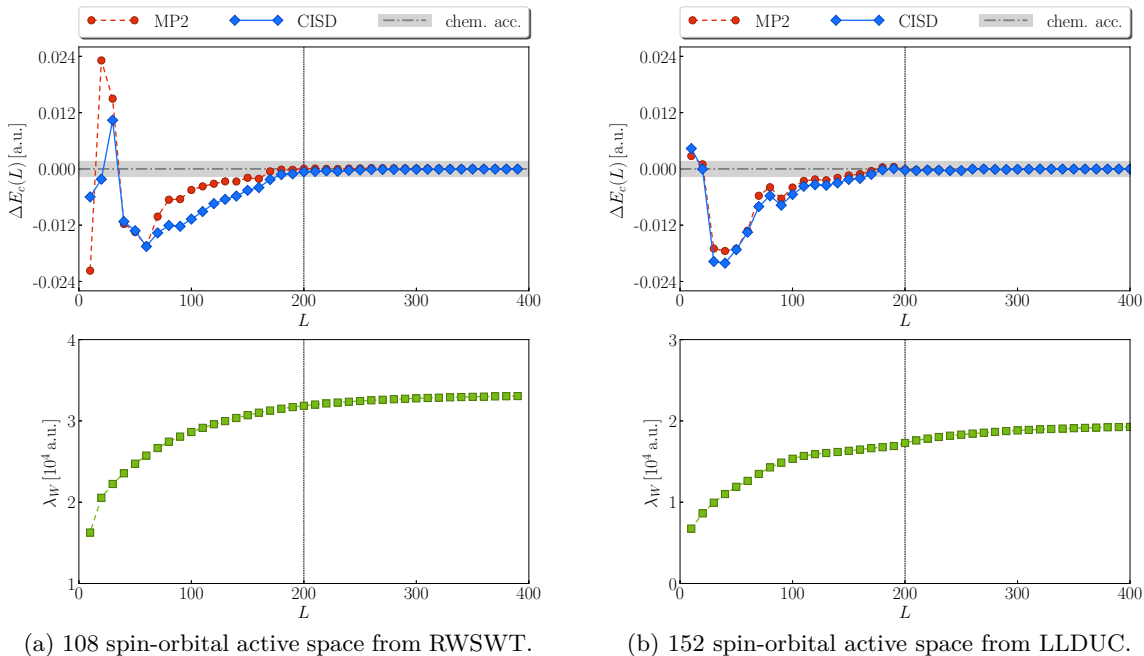 MP2 CISD chem. acc.
0.024
0.012
0.000
-0.012
-0.024
ΔE_c(L) [a.u.]
0 100 200 300 400
L
4
3
2
1
λ_W [10^4 a.u.]
0 100 200 300 400
L
(a) 108 spin-orbital active space from RWSWT.
MP2 CISD chem. acc.
0.024
0.012
0.000
-0.012
-0.024
ΔE_c(L) [a.u.]
0 100 200 300 400
L
3
2
1
0
λ_W [10^4 a.u.]
0 100 200 300 400
L
(b) 152 spin-orbital active space from LLDUC.